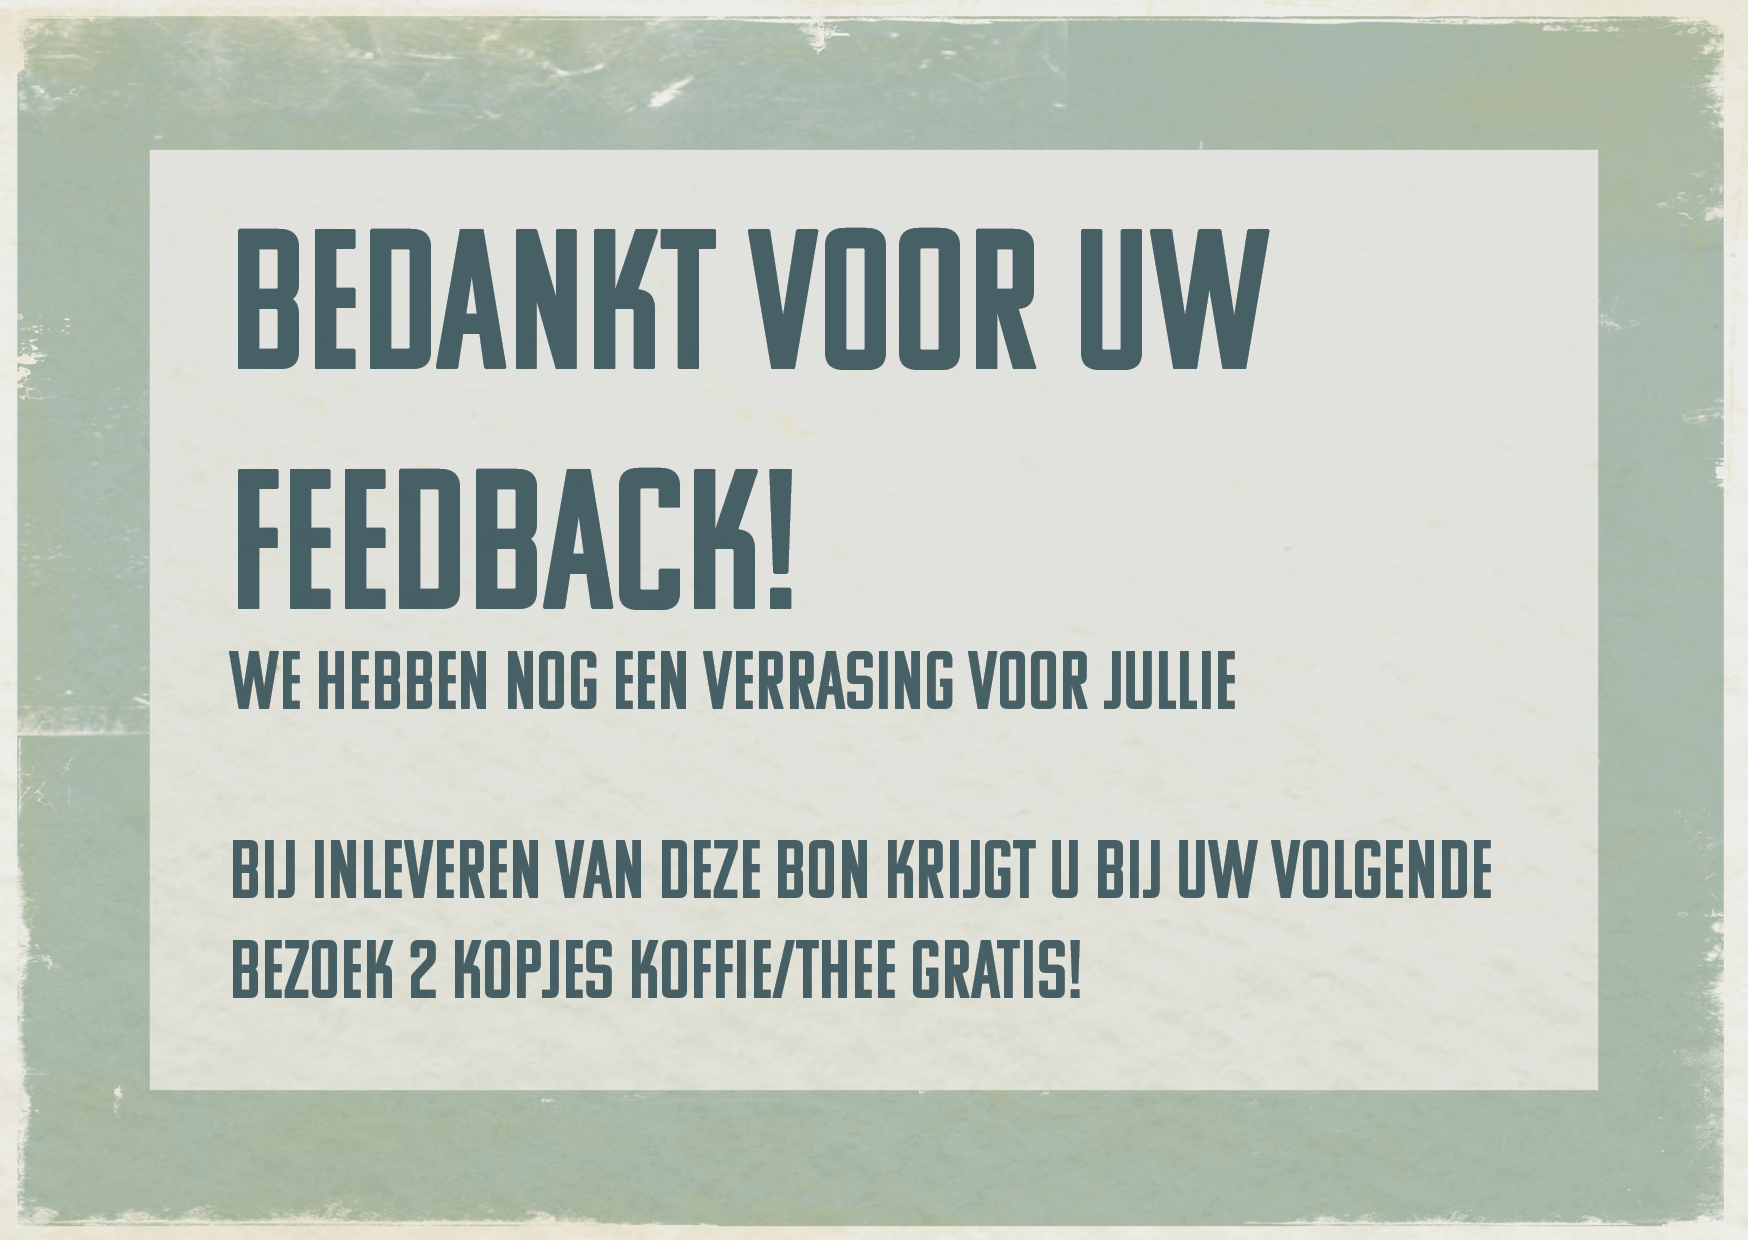 BEDANKT VOOR UW
FEEDBACK!
WE HEBBEN NOG EEN VERRASING VOOR JULLIE
BIJ INLEVEREN VAN DEZE BON KRIJGT U BIJ UW VOLGENDE
BEZOEK 2 KOPJES KOFFIE/THEE GRATIS!